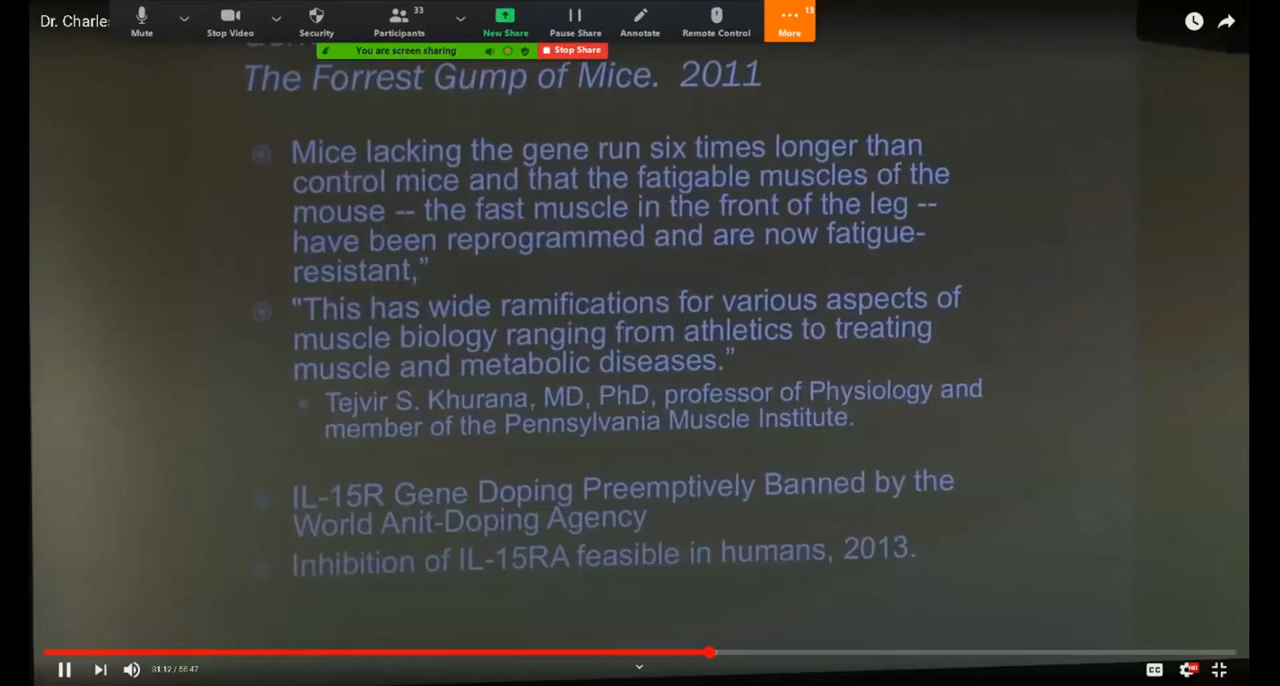 Dr. Charles
Mute
Stop Video
Security
33
Participants
New Share
Pause Share
Annotate
Remote Control
13
More
You are screen sharing
Stop Share
The Forrest Gump of Mice. 2011
Mice lacking the gene run six times longer than
control mice and that the fatigable muscles of the
mouse -- the fast muscle in the front of the leg --
have been reprogrammed and are now fatigue-
resistant,”
"This has wide ramifications for various aspects of
muscle biology ranging from athletics to treating
muscle and metabolic diseases.”
Tejvir S. Khurana, MD, PhD, professor of Physiology and
member of the Pennsylvania Muscle Institute.
IL-15R Gene Doping Preemptively Banned by the
World Anit-Doping Agency
Inhibition of IL-15RA feasible in humans, 2013.
31:12 / 55:47
CC
HD